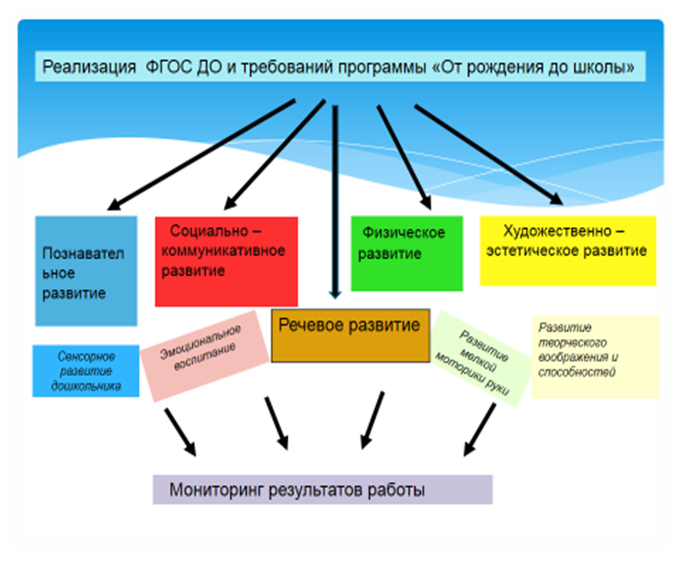 Реализация ФГОС ДО и требований программы «От рождения до школы»
Познавател
ьное
развитие
Социально –
коммуникативное
развитие
Физическое
развитие
Художественно –
эстетическое развитие
Речевое развитие
Сенсорное
развитие
дошкольника
Эмоциональное
воспитание
Развитие
мелкой
моторики руки
Развитие
творческого
воображения и
способностей
Мониторинг результатов работы